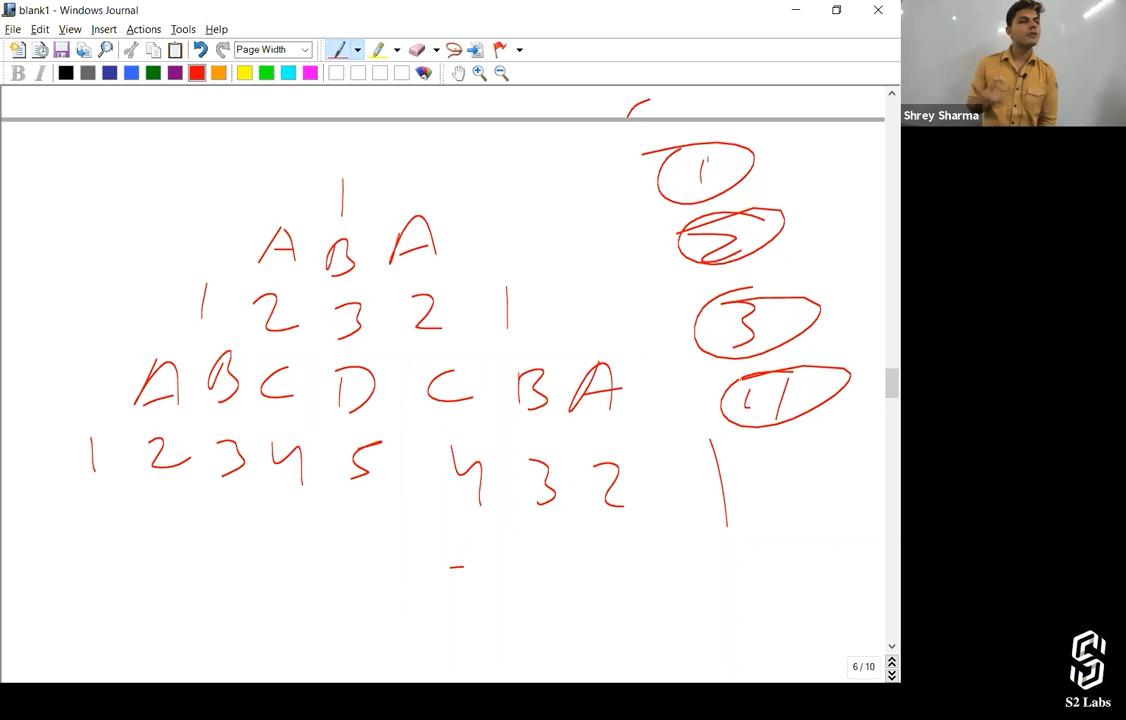 blank1 - Windows Journal
File Edit View Insert Actions Tools Help
Page Width
B I
Shrey Sharma
1
1
A B A
2
1 2 3 2 1
3
A B C D C B A
4
1 2 3 4 5 4 3 2 1
6 / 10
S2 Labs